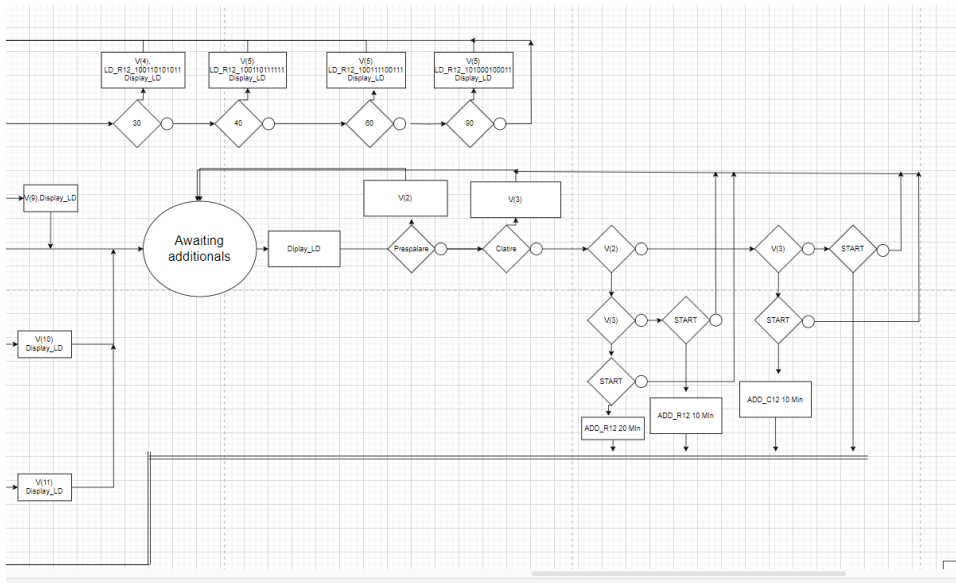 V(4),
LD_R12_100110101011
Display_LD
V(5)
LD_R12_100110111111
Display_LD
V(5)
LD_R12_100111100111
Display_LD
V(5)
LD_R12_101000100011
Display_LD
30
40
60
90
V(9).Display_LD
Awaiting
additionals
Diplay_LD
V(2)
V(3)
Prespalare
Clatire
V(2)
V(3)
START
V(3)
START
START
V(10)
Display_LD
START
ADD_C12 10 Min
ADD_R12 10 Min
ADD_R12 20 Min
V(11)
Display_LD